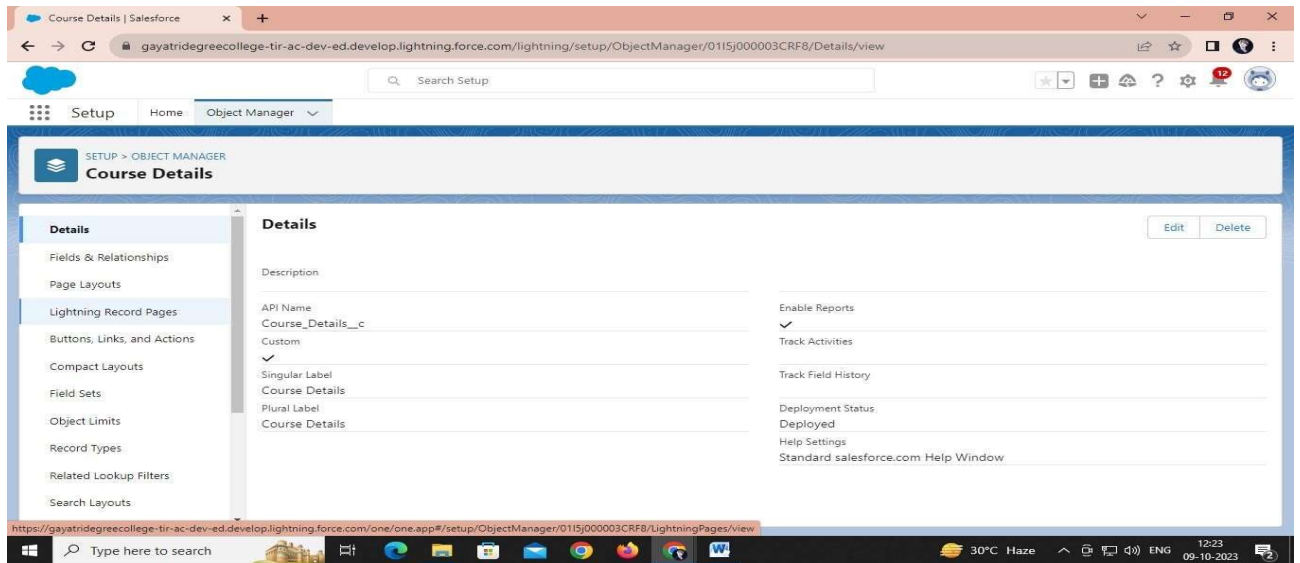 Course Details | Salesforce
gayatridegreecollege-tir-ac-dev-ed.develop.lightning.force.com/lightning/setup/ObjectManager/01I5j000003CRF8/Details/view
Search Setup
12
Setup Home Object Manager
SETUP > OBJECT MANAGER
Course Details
Details
Fields & Relationships
Page Layouts
Lightning Record Pages
Buttons, Links, and Actions
Compact Layouts
Field Sets
Object Limits
Record Types
Related Lookup Filters
Search Layouts
Details
Edit Delete
Description
API Name
Course_Details__c
Custom
Singular Label
Course Details
Plural Label
Course Details
Enable Reports
Track Activities
Track Field History
Deployment Status
Deployed
Help Settings
Standard salesforce.com Help Window
https://gayatridegreecollege-tir-ac-dev-ed.develop.lightning.force.com/one/one.app#/setup/ObjectManager/01I5j000003CRF8/LightningPages/view
Type here to search
30°C Haze
ENG
12:23
09-10-2023
2